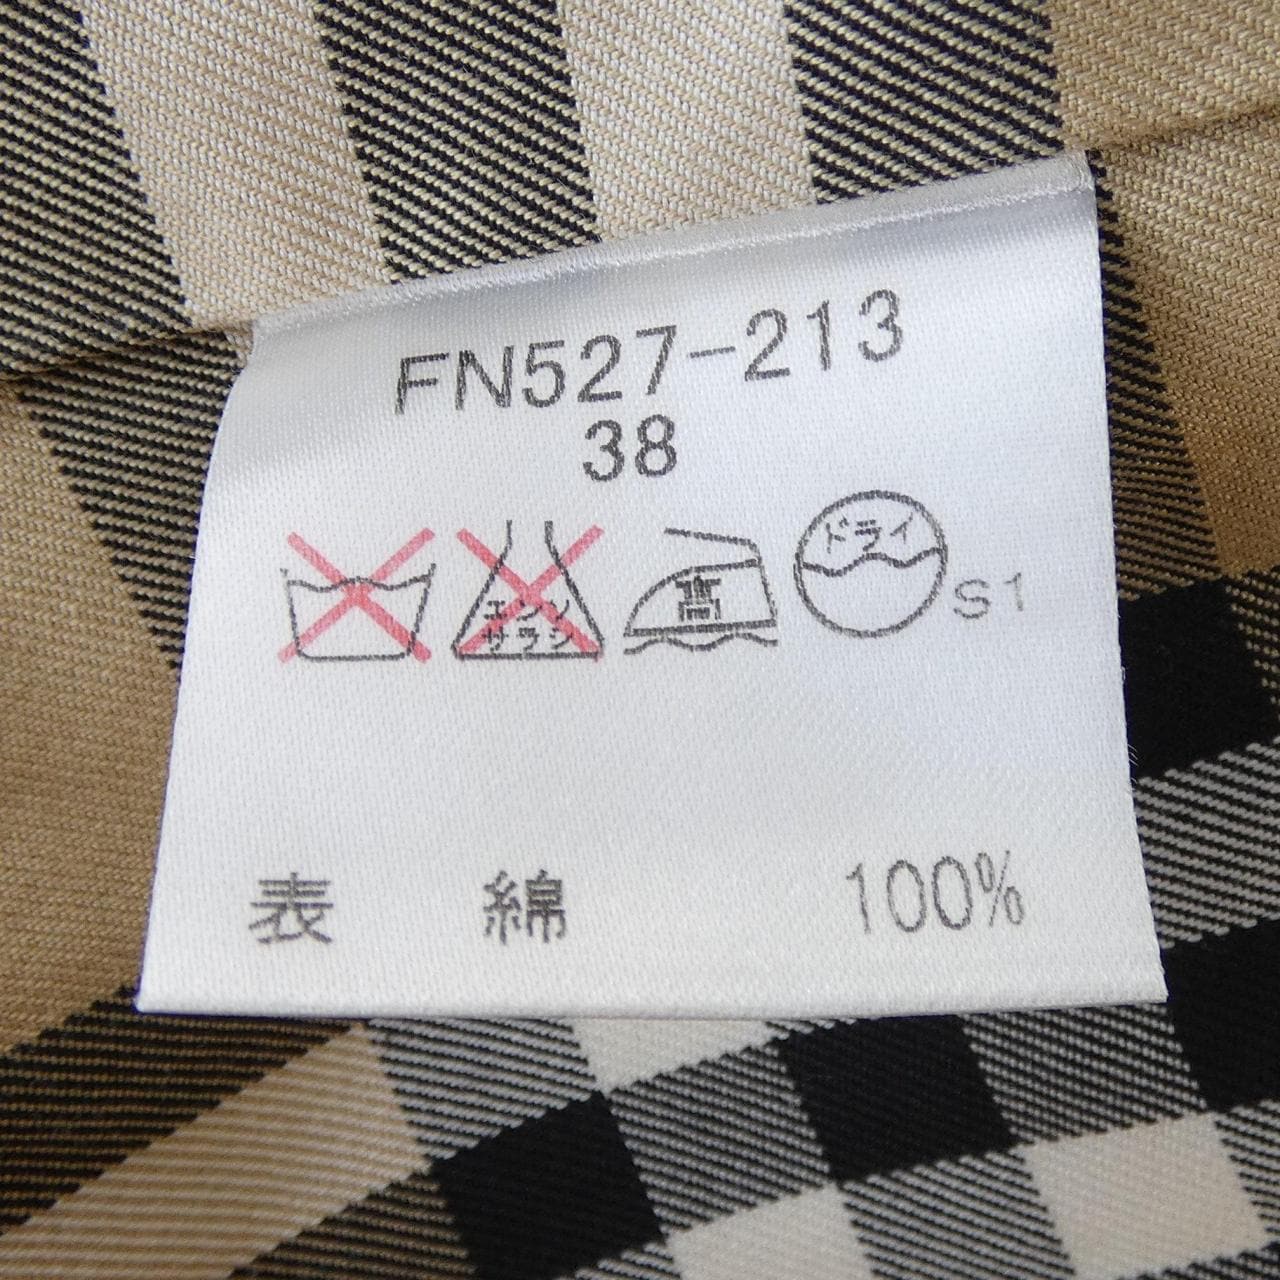 FN527-213
38
エンソ
サラシ
高
ドライ
S1
表 綿 100%